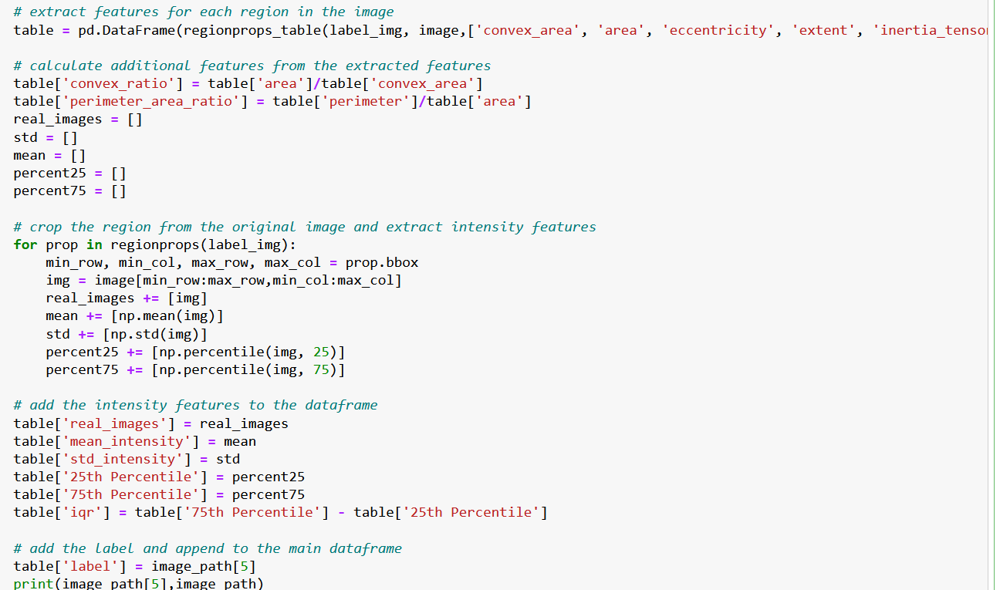 # extract features for each region in the image
table = pd.DataFrame(regionprops_table(label_img, image,['convex_area', 'area', 'eccentricity', 'extent', 'inertia_tensor
# calculate additional features from the extracted features
table['convex_ratio'] = table['area']/table['convex_area']
table['perimeter_area_ratio'] = table['perimeter']/table['area']
real_images = []
std = []
mean = []
percent25 = []
percent75 = []
# crop the region from the original image and extract intensity features
for prop in regionprops(label_img):
    min_row, min_col, max_row, max_col = prop.bbox
    img = image[min_row:max_row,min_col:max_col]
    real_images += [img]
    mean += [np.mean(img)]
    std += [np.std(img)]
    percent25 += [np.percentile(img, 25)]
    percent75 += [np.percentile(img, 75)]
# add the intensity features to the dataframe
table['real_images'] = real_images
table['mean_intensity'] = mean
table['std_intensity'] = std
table['25th Percentile'] = percent25
table['75th Percentile'] = percent75
table['iqr'] = table['75th Percentile'] - table['25th Percentile']
# add the label and append to the main dataframe
table['label'] = image_path[5]
print(image_path[5],image_path)